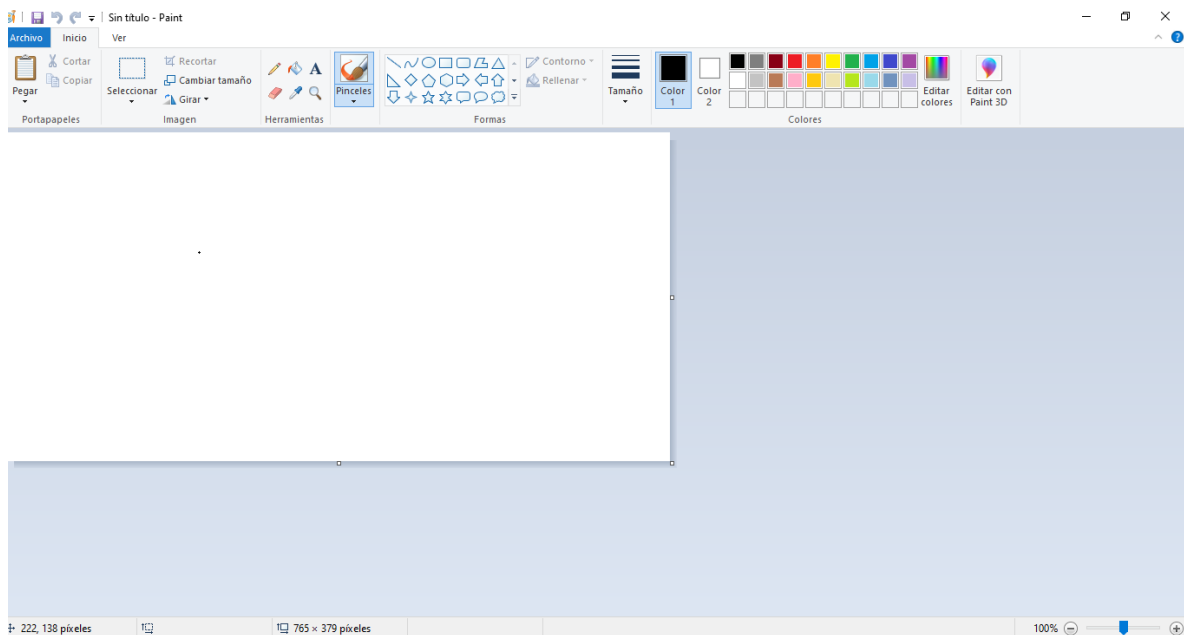 Sin título - Paint
Archivo Inicio Ver
Pegar
Cortar
Copiar
Portapapeles
Seleccionar
Recortar
Cambiar tamaño
Girar
Imagen
A
Herramientas
Pinceles
Contorno
Rellenar
Formas
Tamaño
Color
1
Color
2
Editar
colores
Colores
Editar con
Paint 3D
?
222, 138 píxeles
765 × 379 píxeles
100%